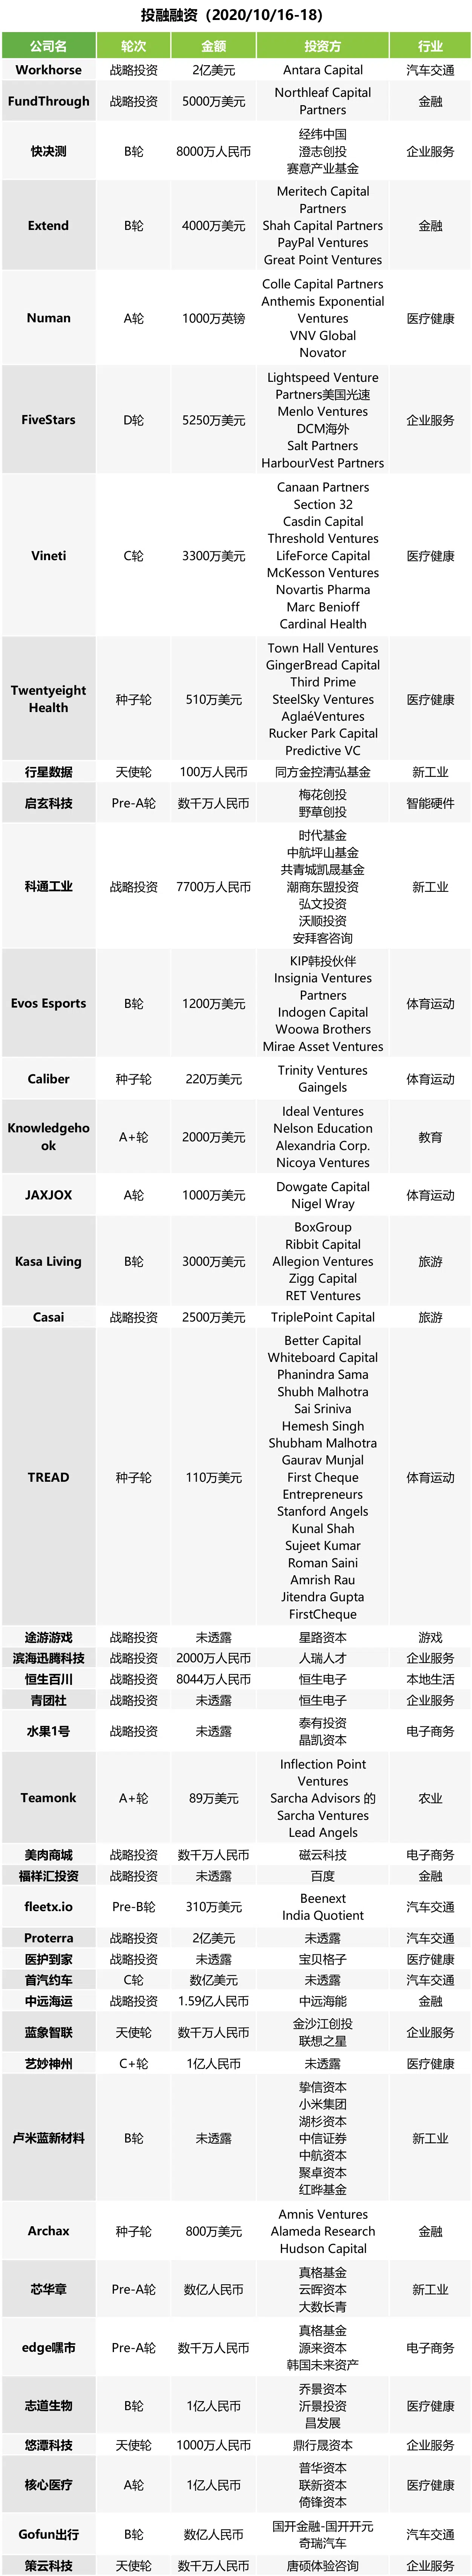 投融融资（2020/10/16-18）
公司名 轮次 金额 投资方 行业
Workhorse 战略投资 2亿美元 Antara Capital 汽车交通
FundThrough 战略投资 5000万美元 Northleaf Capital
Partners 金融
快决测 B轮 8000万人民币 经纬中国
澄志创投
赛意产业基金 企业服务
Extend B轮 4000万美元 Meritech Capital
Partners
Shah Capital Partners
PayPal Ventures
Great Point Ventures 金融
Numan A轮 1000万英镑 Colle Capital Partners
Anthemis Exponential
Ventures
VNV Global
Novator 医疗健康
FiveStars D轮 5250万美元 Lightspeed Venture
Partners美国光速
Menlo Ventures
DCM海外
Salt Partners
HarbourVest Partners 企业服务
Vineti C轮 3300万美元 Canaan Partners
Section 32
Casdin Capital
Threshold Ventures
LifeForce Capital
McKesson Ventures
Novartis Pharma
Marc Benioff
Cardinal Health 医疗健康
Twentyeight
Health 种子轮 510万美元 Town Hall Ventures
GingerBread Capital
Third Prime
SteelSky Ventures
AglaéVentures
Rucker Park Capital
Predictive VC 医疗健康
行星数据 天使轮 100万人民币 同方金控清弘基金 新工业
启玄科技 Pre-A轮 数千万人民币 梅花创投
野草创投 智能硬件
科通工业 战略投资 7700万人民币 时代基金
中航坪山基金
共青城凯晟基金
潮商东盟投资
弘文投资
沃顺投资
安拜客咨询 新工业
Evos Esports B轮 1200万美元 KIP韩投伙伴
Insignia Ventures
Partners
Indogen Capital
Woowa Brothers
Mirae Asset Ventures 体育运动
Caliber 种子轮 220万美元 Trinity Ventures
Gaingels 体育运动
Knowledgeho
ok A+轮 2000万美元 Ideal Ventures
Nelson Education
Alexandria Corp.
Nicoya Ventures 教育
JAXJOX A轮 1000万美元 Dowgate Capital
Nigel Wray 体育运动
Kasa Living B轮 3000万美元 BoxGroup
Ribbit Capital
Allegion Ventures
Zigg Capital
RET Ventures 旅游
Casai 战略投资 2500万美元 TriplePoint Capital 旅游
TREAD 种子轮 110万美元 Better Capital
Whiteboard Capital
Phanindra Sama
Shubh Malhotra
Sai Sriniva
Hemesh Singh
Shubham Malhotra
Gaurav Munjal
First Cheque
Entrepreneurs
Stanford Angels
Kunal Shah
Sujeet Kumar
Roman Saini
Amrish Rau
Jitendra Gupta
FirstCheque 体育运动
途游游戏 战略投资 未透露 星路资本 游戏
滨海迅腾科技 战略投资 2000万人民币 人瑞人才 企业服务
恒生百川 战略投资 8044万人民币 恒生电子 本地生活
青团社 战略投资 未透露 恒生电子 企业服务
水果1号 战略投资 未透露 泰有投资
晶凯资本 电子商务
Teamonk A+轮 89万美元 Inflection Point
Ventures
Sarcha Advisors 的
Sarcha Ventures
Lead Angels 农业
美肉商城 战略投资 数千万人民币 磁云科技 电子商务
福祥汇投资 战略投资 未透露 百度 金融
fleetx.io Pre-B轮 310万美元 Beenext
India Quotient 汽车交通
Proterra 战略投资 2亿美元 未透露 汽车交通
医护到家 战略投资 未透露 宝贝格子 医疗健康
首汽约车 C轮 数亿美元 未透露 汽车交通
中远海运 战略投资 1.59亿人民币 中远海能 金融
蓝象智联 天使轮 数千万人民币 金沙江创投
联想之星 企业服务
艺妙神州 C+轮 1亿人民币 未透露 医疗健康
卢米蓝新材料 B轮 未透露 挚信资本
小米集团
湖杉资本
中信证券
中航资本
聚卓资本
红晔基金 新工业
Archax 种子轮 800万美元 Amnis Ventures
Alameda Research
Hudson Capital 金融
芯华章 Pre-A轮 数亿人民币 真格基金
云晖资本
大数长青 新工业
edge嘿市 Pre-A轮 数千万人民币 真格基金
源来资本
韩国未来资产 电子商务
志道生物 B轮 1亿人民币 乔景资本
沂景投资
昌发展 医疗健康
悠潭科技 天使轮 1000万人民币 鼎行晟资本 企业服务
核心医疗 A轮 1亿人民币 普华资本
联新资本
倚锋资本 医疗健康
Gofun出行 B轮 数亿人民币 国开金融-国开开元
奇瑞汽车 汽车交通
策云科技 天使轮 数千万人民币 唐硕体验咨询 企业服务